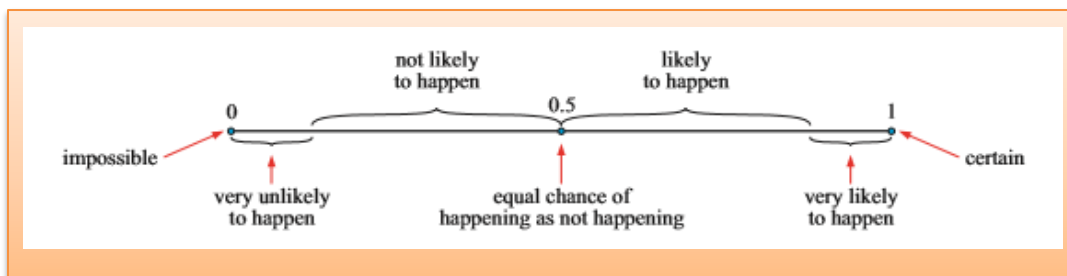 not likely
to happen
likely
to happen
0
0.5
1
impossible
certain
very unlikely
to happen
equal chance of
happening as not happening
very likely
to happen